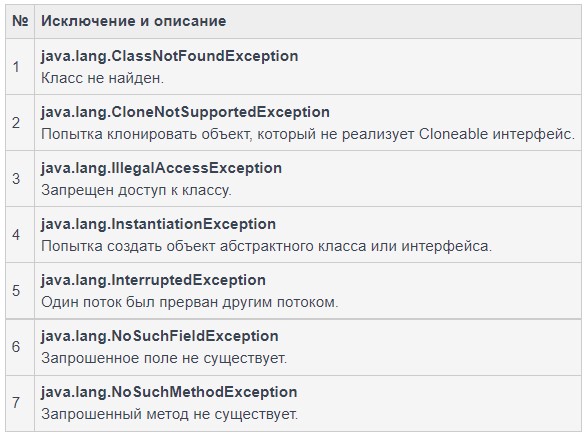 № Исключение и описание
1
java.lang.ClassNotFoundException
Класс не найден.
2
java.lang.CloneNotSupportedException
Попытка клонировать объект, который не реализует Cloneable интерфейс.
3
java.lang.IllegalAccessException
Запрещен доступ к классу.
4
java.lang.InstantiationException
Попытка создать объект абстрактного класса или интерфейса.
5
java.lang.InterruptedException
Один поток был прерван другим потоком.
6
java.lang.NoSuchFieldException
Запрошенное поле не существует.
7
java.lang.NoSuchMethodException
Запрошенный метод не существует.